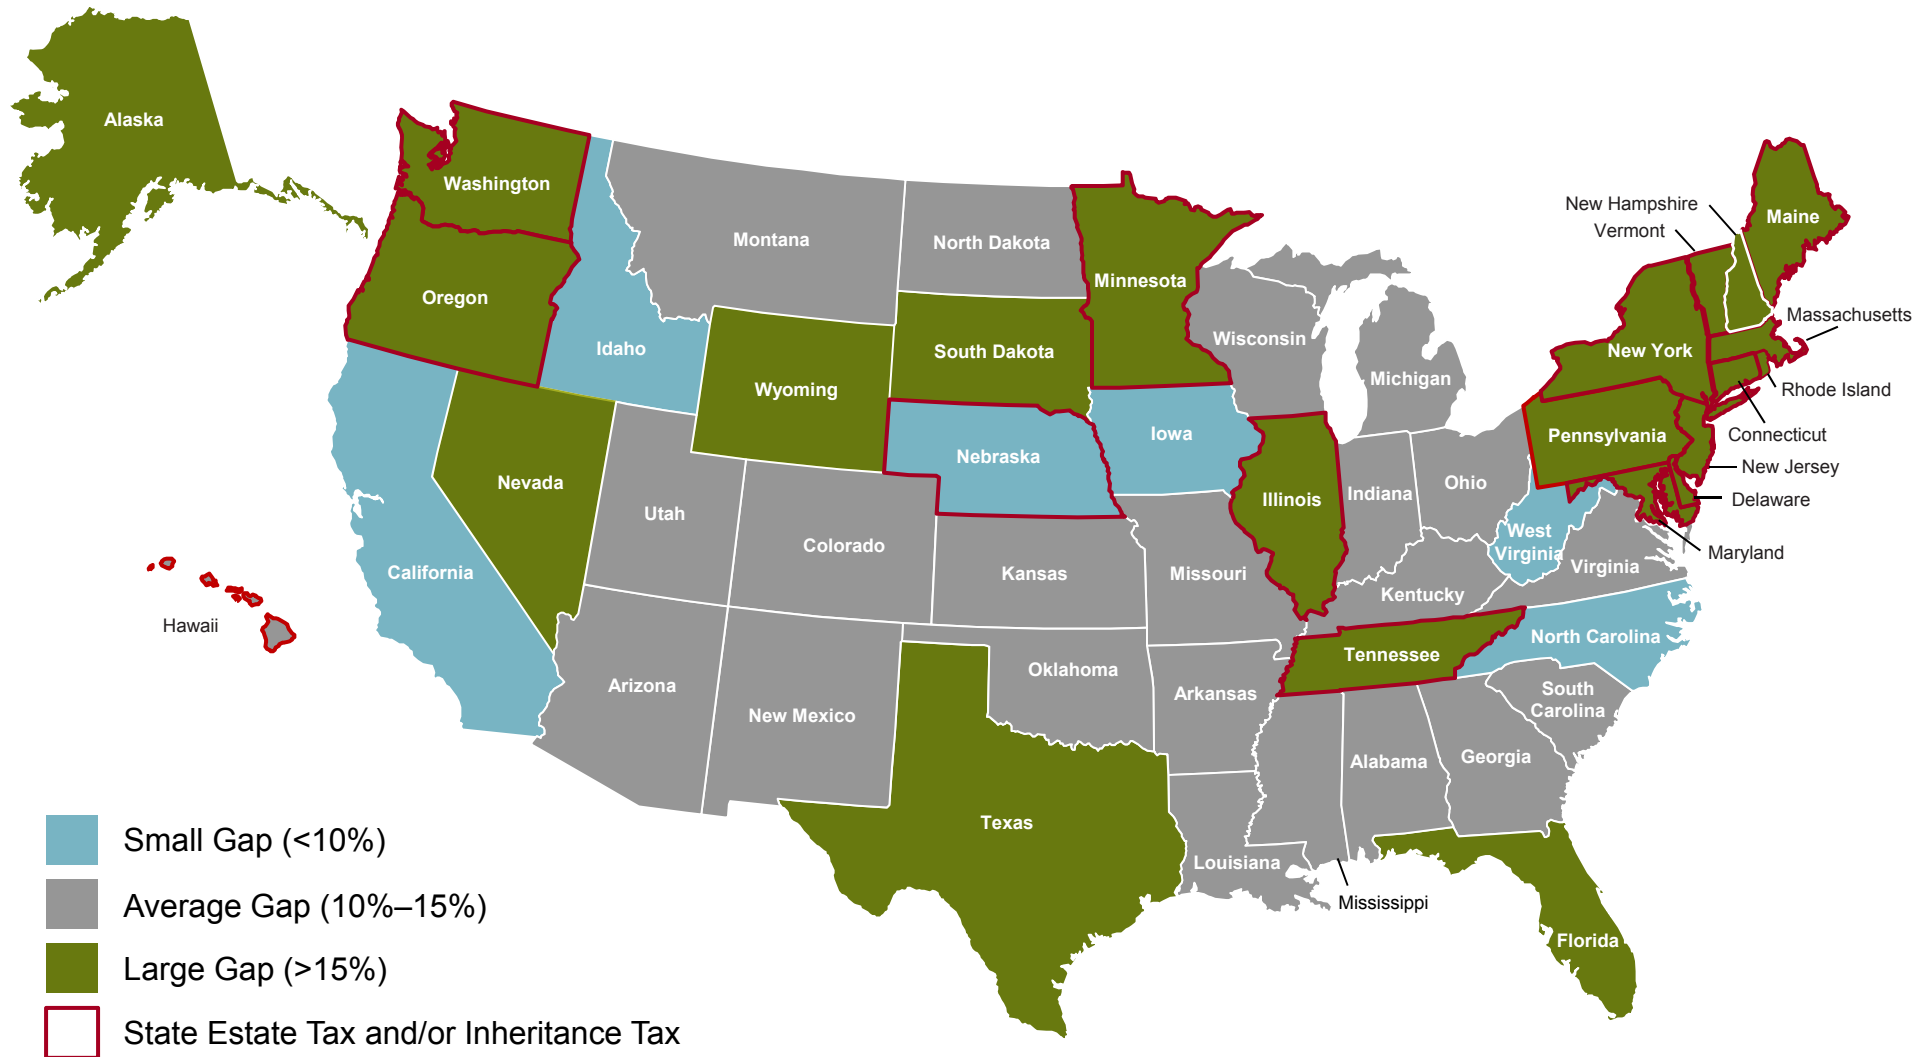 Alaska
Washington
Oregon
Montana
North Dakota
Minnesota
New Hampshire
Vermont
Maine
Massachusetts
Idaho
Wyoming
South Dakota
Wisconsin
Michigan
New York
Rhode Island
Connecticut
Pennsylvania
New Jersey
Delaware
Maryland
Nevada
Utah
Colorado
Nebraska
Iowa
Illinois
Indiana
Ohio
West
Virginia
Virginia
California
Kansas
Missouri
Kentucky
Hawaii
Arizona
New Mexico
Oklahoma
Arkansas
Tennessee
North Carolina
South
Carolina
Texas
Louisiana
Mississippi
Alabama
Georgia
Florida
Small Gap (<10%)
Average Gap (10%–15%)
Large Gap (>15%)
State Estate Tax and/or Inheritance Tax